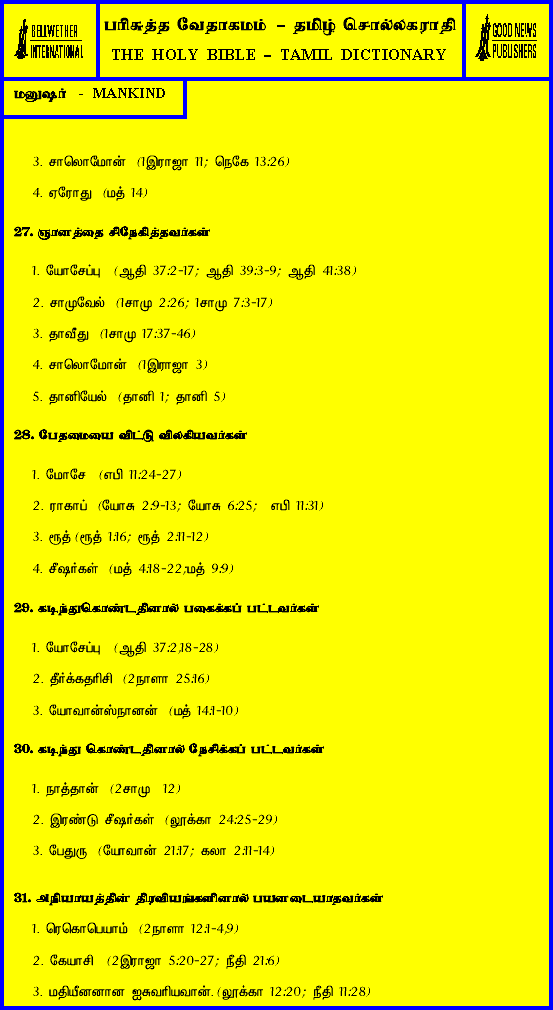 BELLWETHER
INTERNATIONAL
பரிசுத்த வேதாகமம் - தமிழ் சொல்லகராதி
THE HOLY BIBLE - TAMIL DICTIONARY
GOOD NEWS
PUBLISHERS
மனுஷர் - MANKIND
3. சாலொமோன் (1இராஜா 11; நெகே 13:26)
4. ஏரோது (மத் 14)
27. ஞானத்தை சிநேகித்தவர்கள்
1. யோசேப்பு (ஆதி 37:2-17; ஆதி 39:3-9; ஆதி 41:38)
2. சாமுவேல் (1சாமு 2:26; 1சாமு 7:3-17)
3. தாவீது (1சாமு 17:37-46)
4. சாலொமோன் (1இராஜா 3)
5. தானியேல் (தானி 1; தானி 5)
28. பேதமையை விட்டு விலகியவர்கள்
1. மோசே (எபி 11:24-27)
2. ராகாப் (யோசு 2:9-13; யோசு 6:25; எபி 11:31)
3. ரூத் (ரூத் 1:16; ரூத் 2:11-12)
4. சீஷர்கள் (மத் 4:18-22;மத் 9:9)
29. கடிந்துகொண்டதினால் பகைக்கப் பட்டவர்கள்
1. யோசேப்பு (ஆதி 37:2,18-28)
2. தீர்க்கதரிசி (2நாளா 25:16)
3. யோவான்ஸ்நானன் (மத் 14:1-10)
30. கடிந்து கொண்டதினால் நேசிக்கப் பட்டவர்கள்
1. நாத்தான் (2சாமு 12)
2. இரண்டு சீஷர்கள் (லூக்கா 24:25-29)
3. பேதுரு (யோவான் 21:17; கலா 2:11-14)
31. அநியாயத்தின் திரவியங்களினால் பயனடையாதவர்கள்
1. ரெகொபெயாம் (2நாளா 12:1-4,9)
2. கேயாசி (2இராஜா 5:20-27; நீதி 21:6)
3. மதியீனனான ஐசுவரியவான். (லூக்கா 12:20; நீதி 11:28)